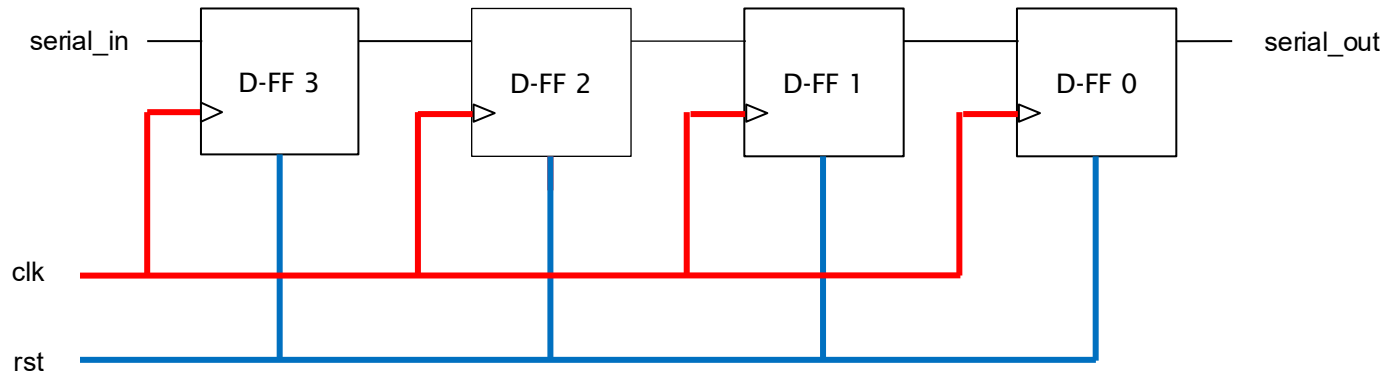 serial_in
D-FF 3
D-FF 2
D-FF 1
D-FF 0
serial_out
clk
rst